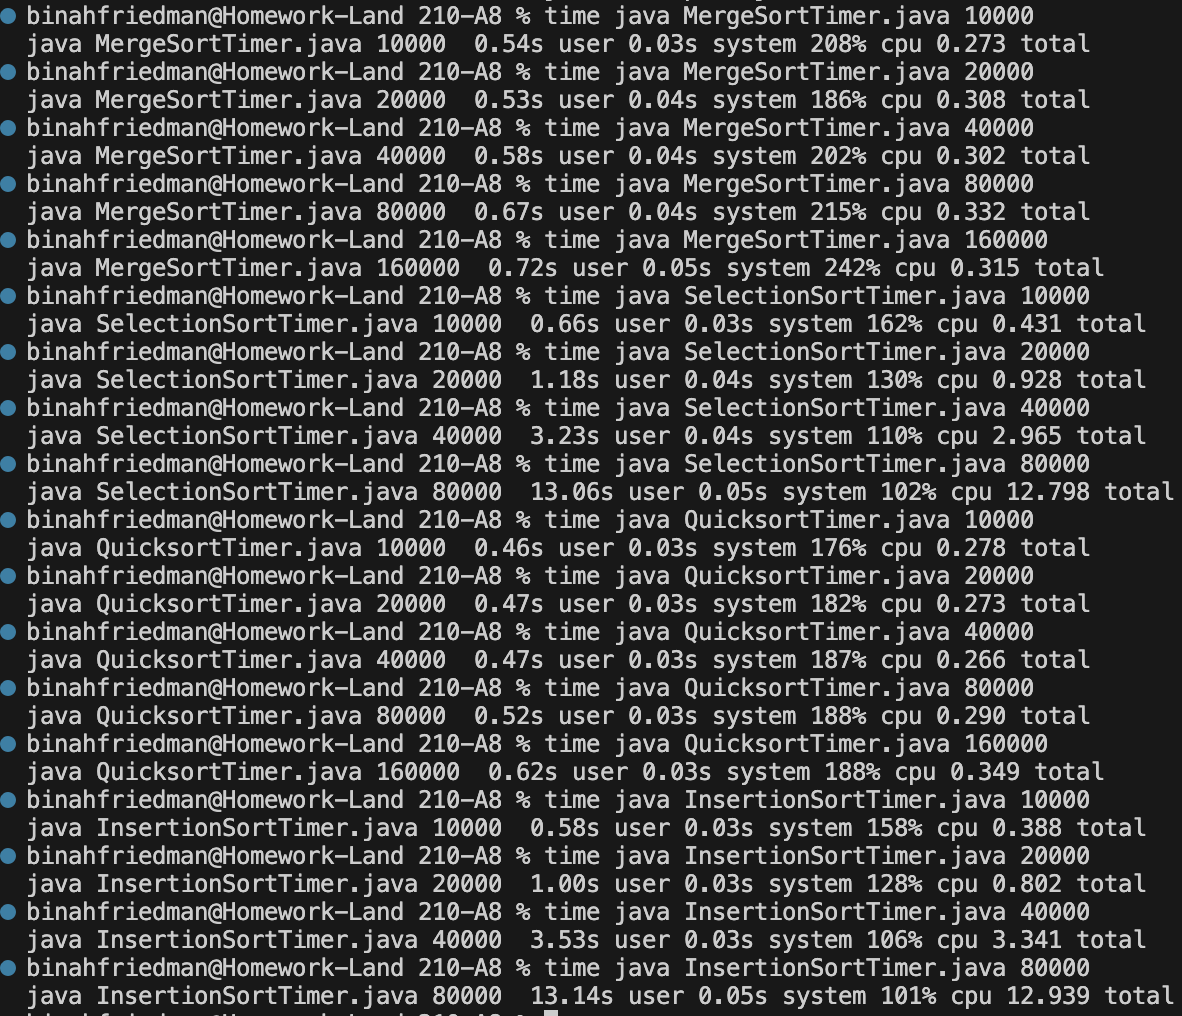 binahfriedman@Homework-Land 210-A8 % time java MergeSortTimer.java 10000
java MergeSortTimer.java 10000  0.54s user 0.03s system 208% cpu 0.273 total
binahfriedman@Homework-Land 210-A8 % time java MergeSortTimer.java 20000
java MergeSortTimer.java 20000  0.53s user 0.04s system 186% cpu 0.308 total
binahfriedman@Homework-Land 210-A8 % time java MergeSortTimer.java 40000
java MergeSortTimer.java 40000  0.58s user 0.04s system 202% cpu 0.302 total
binahfriedman@Homework-Land 210-A8 % time java MergeSortTimer.java 80000
java MergeSortTimer.java 80000  0.67s user 0.04s system 215% cpu 0.332 total
binahfriedman@Homework-Land 210-A8 % time java MergeSortTimer.java 160000
java MergeSortTimer.java 160000  0.72s user 0.05s system 242% cpu 0.315 total
binahfriedman@Homework-Land 210-A8 % time java SelectionSortTimer.java 10000
java SelectionSortTimer.java 10000  0.66s user 0.03s system 162% cpu 0.431 total
binahfriedman@Homework-Land 210-A8 % time java SelectionSortTimer.java 20000
java SelectionSortTimer.java 20000  1.18s user 0.04s system 130% cpu 0.928 total
binahfriedman@Homework-Land 210-A8 % time java SelectionSortTimer.java 40000
java SelectionSortTimer.java 40000  3.23s user 0.04s system 110% cpu 2.965 total
binahfriedman@Homework-Land 210-A8 % time java SelectionSortTimer.java 80000
java SelectionSortTimer.java 80000  13.06s user 0.05s system 102% cpu 12.798 total
binahfriedman@Homework-Land 210-A8 % time java QuicksortTimer.java 10000
java QuicksortTimer.java 10000  0.46s user 0.03s system 176% cpu 0.278 total
binahfriedman@Homework-Land 210-A8 % time java QuicksortTimer.java 20000
java QuicksortTimer.java 20000  0.47s user 0.03s system 182% cpu 0.273 total
binahfriedman@Homework-Land 210-A8 % time java QuicksortTimer.java 40000
java QuicksortTimer.java 40000  0.47s user 0.03s system 187% cpu 0.266 total
binahfriedman@Homework-Land 210-A8 % time java QuicksortTimer.java 80000
java QuicksortTimer.java 80000  0.52s user 0.03s system 188% cpu 0.290 total
binahfriedman@Homework-Land 210-A8 % time java QuicksortTimer.java 160000
java QuicksortTimer.java 160000  0.62s user 0.03s system 188% cpu 0.349 total
binahfriedman@Homework-Land 210-A8 % time java InsertionSortTimer.java 10000
java InsertionSortTimer.java 10000  0.58s user 0.03s system 158% cpu 0.388 total
binahfriedman@Homework-Land 210-A8 % time java InsertionSortTimer.java 20000
java InsertionSortTimer.java 20000  1.00s user 0.03s system 128% cpu 0.802 total
binahfriedman@Homework-Land 210-A8 % time java InsertionSortTimer.java 40000
java InsertionSortTimer.java 40000  3.53s user 0.03s system 106% cpu 3.341 total
binahfriedman@Homework-Land 210-A8 % time java InsertionSortTimer.java 80000
java InsertionSortTimer.java 80000  13.14s user 0.05s system 101% cpu 12.939 total